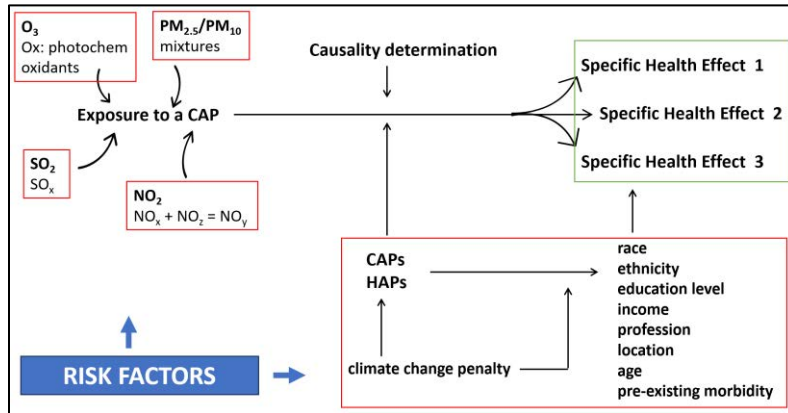 O₃
Ox: photochem
oxidants
PM₂.₅/PM₁₀
mixtures
Causality determination
Exposure to a CAP
Specific Health Effect 1
Specific Health Effect 2
Specific Health Effect 3
SO₂
SOₓ
NO₂
NOₓ + NO_z = NO_y
CAPs
HAPs
climate change penalty
race
ethnicity
education level
income
profession
location
age
pre-existing morbidity
RISK FACTORS